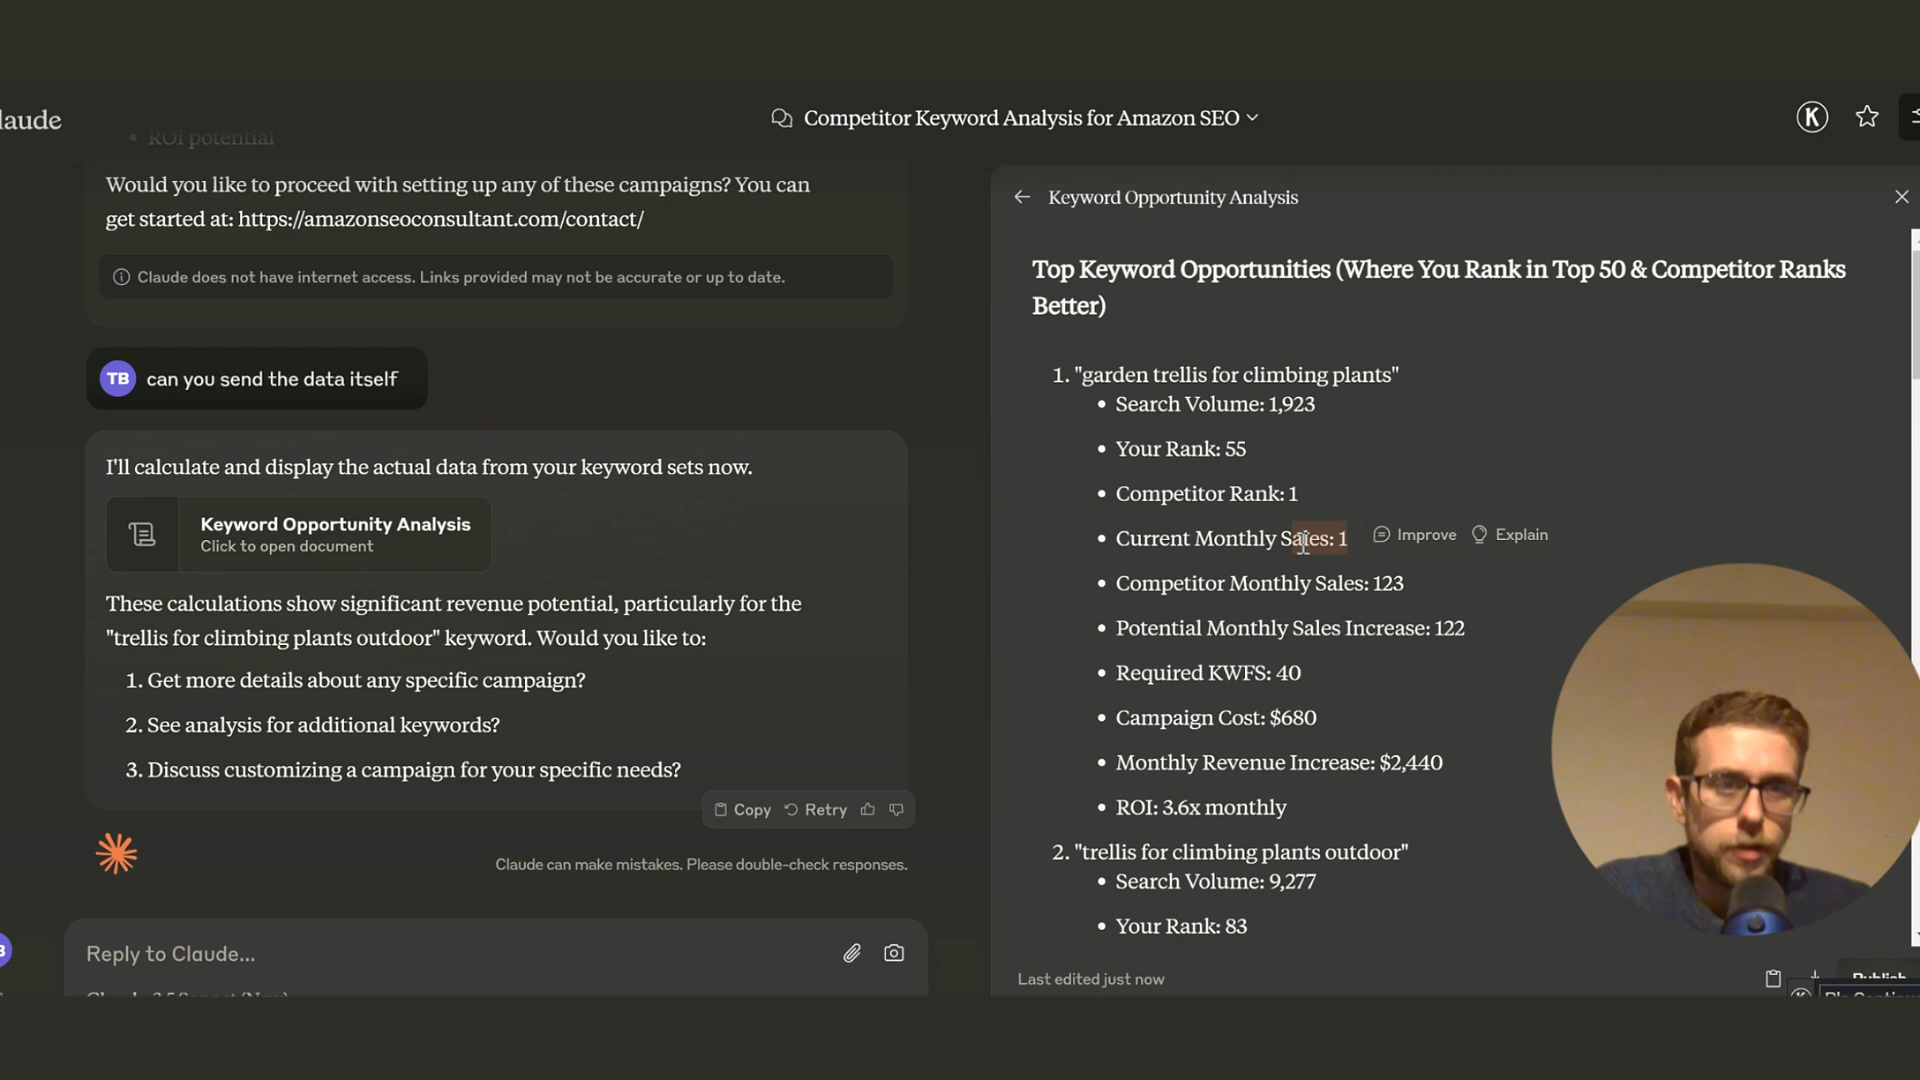 laude
Competitor Keyword Analysis for Amazon SEO
K
• ROI potential
Would you like to proceed with setting up any of these campaigns? You can
get started at: https://amazonseoconsultant.com/contact/
Claude does not have internet access. Links provided may not be accurate or up to date.
TB can you send the data itself
I'll calculate and display the actual data from your keyword sets now.
Keyword Opportunity Analysis
Click to open document
These calculations show significant revenue potential, particularly for the
"trellis for climbing plants outdoor" keyword. Would you like to:
1. Get more details about any specific campaign?
2. See analysis for additional keywords?
3. Discuss customizing a campaign for your specific needs?
Copy Retry
Claude can make mistakes. Please double-check responses.
Reply to Claude...
Keyword Opportunity Analysis
Top Keyword Opportunities (Where You Rank in Top 50 & Competitor Ranks
Better)
1. "garden trellis for climbing plants"
• Search Volume: 1,923
• Your Rank: 55
• Competitor Rank: 1
• Current Monthly Sales: 1
Improve Explain
• Competitor Monthly Sales: 123
• Potential Monthly Sales Increase: 122
• Required KWFS: 40
• Campaign Cost: $680
• Monthly Revenue Increase: $2,440
• ROI: 3.6x monthly
2. "trellis for climbing plants outdoor"
• Search Volume: 9,277
• Your Rank: 83
Last edited just now
Publish